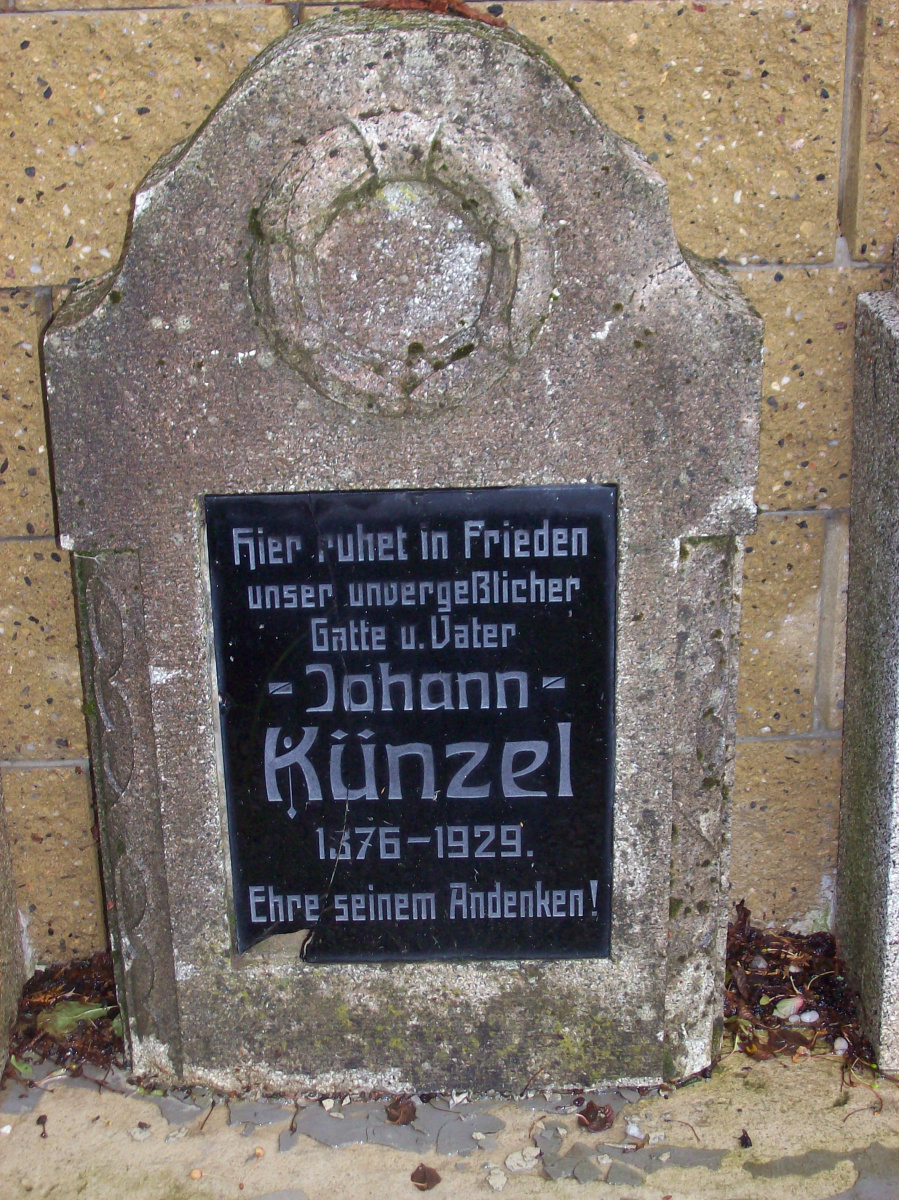 Hier ruhet in Frieden
unser unvergeßlicher
Gatte u. Vater
- Johann -
Künzel
1876-1929.
Ehre seinem Andenken!